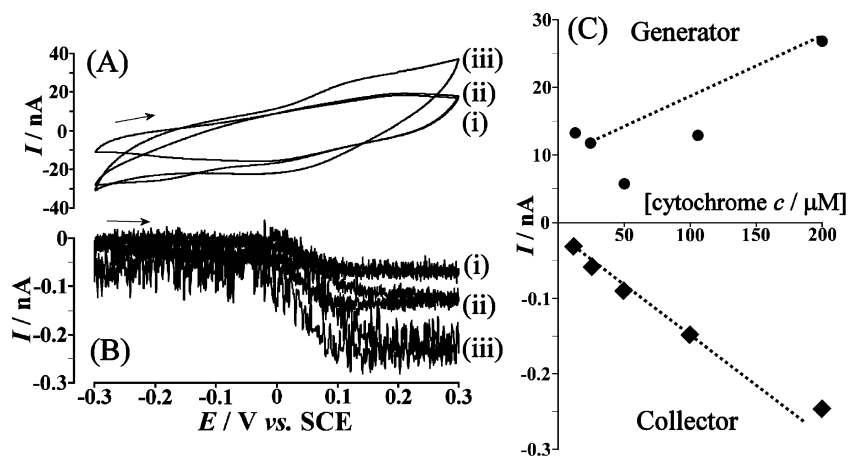 (A)
I / nA
40
20
0
-20
-40
(iii)
(ii)
(i)
(B)
I / nA
0
-0.1
-0.2
-0.3
(i)
(ii)
(iii)
-0.3 -0.2 -0.1 0 0.1 0.2 0.3
E / V vs. SCE
(C)
Generator
30
20
10
0
I / nA
[cytochrome c / μM]
50 100 150 200
-0.1
-0.2
-0.3
Collector